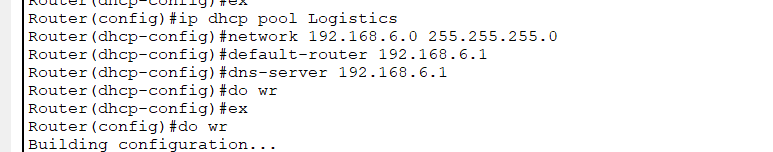 Router(dhcp-config)#ex
Router(config)#ip dhcp pool Logistics
Router(dhcp-config)#network 192.168.6.0 255.255.255.0
Router(dhcp-config)#default-router 192.168.6.1
Router(dhcp-config)#dns-server 192.168.6.1
Router(dhcp-config)#do wr
Router(dhcp-config)#ex
Router(config)#do wr
Building configuration...